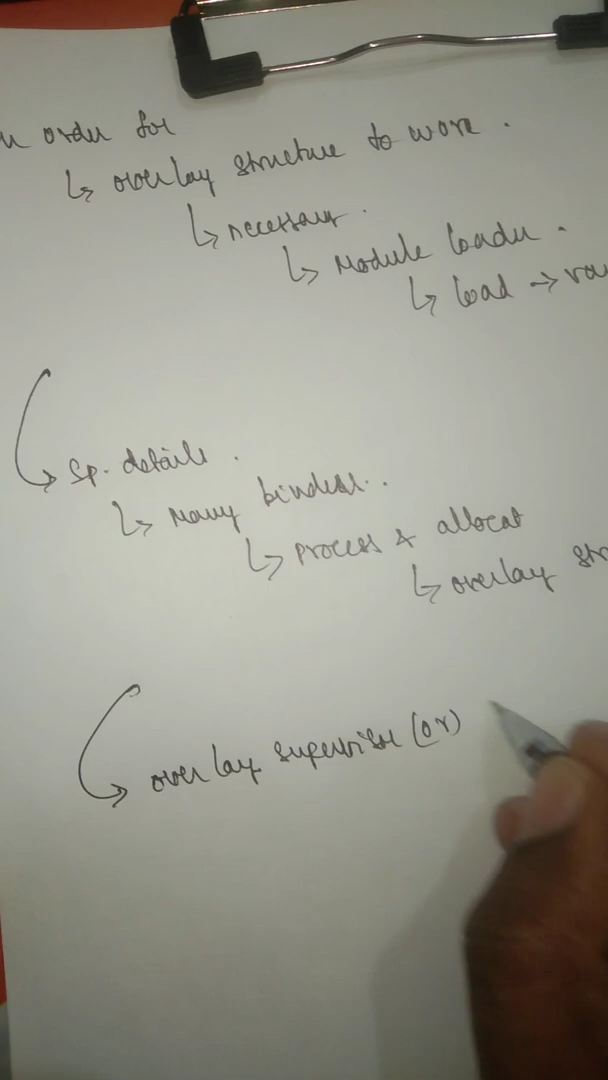 order for
↳ overlay structure to work.
↳ necessary.
↳ Module loader.
↳ load →
↳ Sp. details.
↳ Many binders.
↳ process & allocat
↳ overlay
↳ overlay supervisor (or)